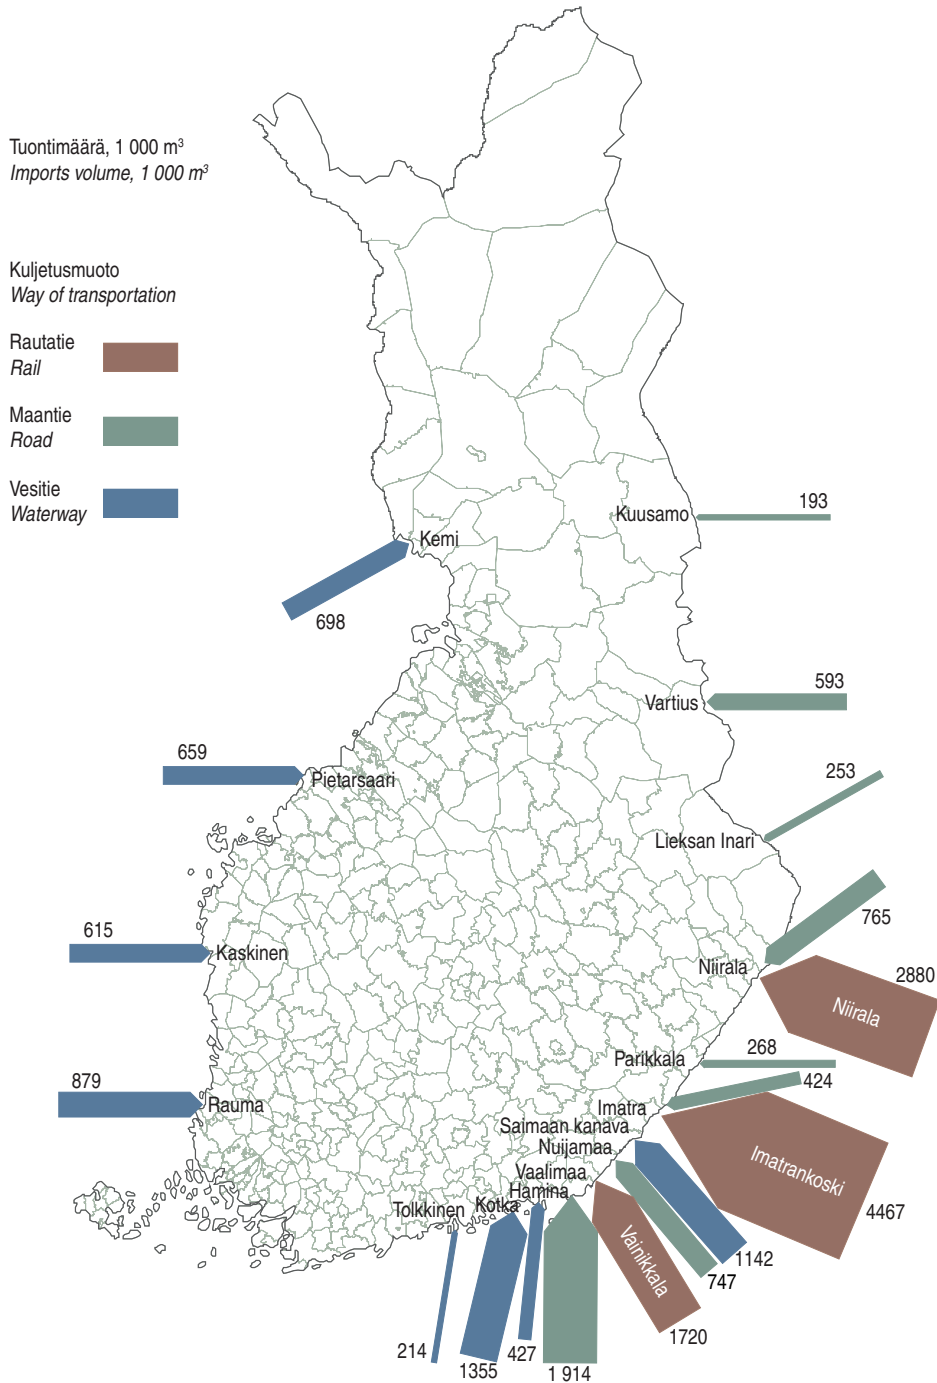 Tuontimäärä, 1 000 m³
Imports volume, 1 000 m³
Kuljetusmuoto
Way of transportation
Rautatie
Rail
Maantie
Road
Vesitie
Waterway
193
Kuusamo
Kemi
698
593
Vartius
659
Pietarsaari
253
Lieksan Inari
765
615
Kaskinen
Niirala
2880
Niirala
268
Parikkala
424
879
Rauma
Imatra
Saimaan kanava
Nuijamaa
Imatrankoski
Vaalimaa
Hamina
Kotka
Tolkkinen
4467
Vainikkala
1142
747
1720
214
1355
427
1 914